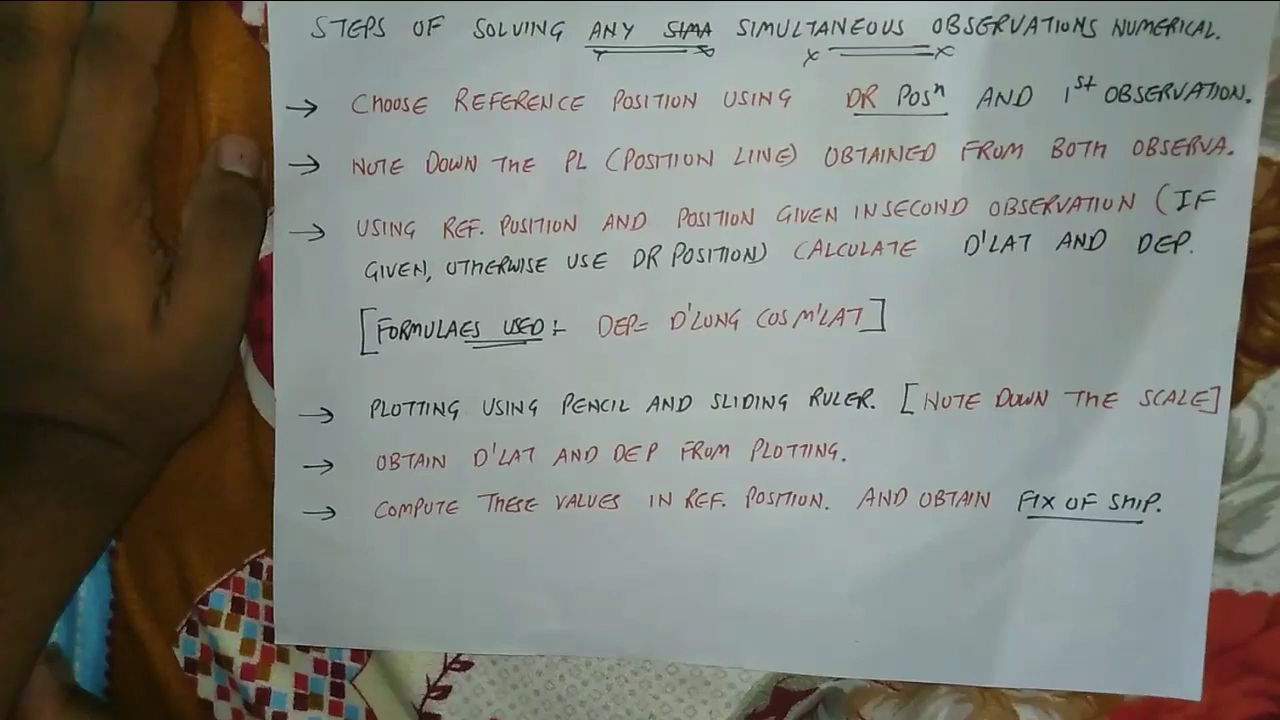 STEPS OF SOLVING ANY SIMA SIMULTANEOUS OBSERVATIONS NUMERICAL.
→ CHOOSE REFERENCE POSITION USING DR POSⁿ AND 1ˢᵗ OBSERVATION.
→ NOTE DOWN THE PL (POSITION LINE) OBTAINED FROM BOTH OBSERVA.
→ USING REF. POSITION AND POSITION GIVEN IN SECOND OBSERVATION (IF
GIVEN, OTHERWISE USE DR POSITION) CALCULATE D'LAT AND DEP.
[FORMULAES USED :- DEP= D'LONG COS M'LAT]
→ PLOTTING USING PENCIL AND SLIDING RULER. [NOTE DOWN THE SCALE]
→ OBTAIN D'LAT AND DEP FROM PLOTTING.
→ COMPUTE THESE VALUES IN REF. POSITION. AND OBTAIN FIX OF SHIP.